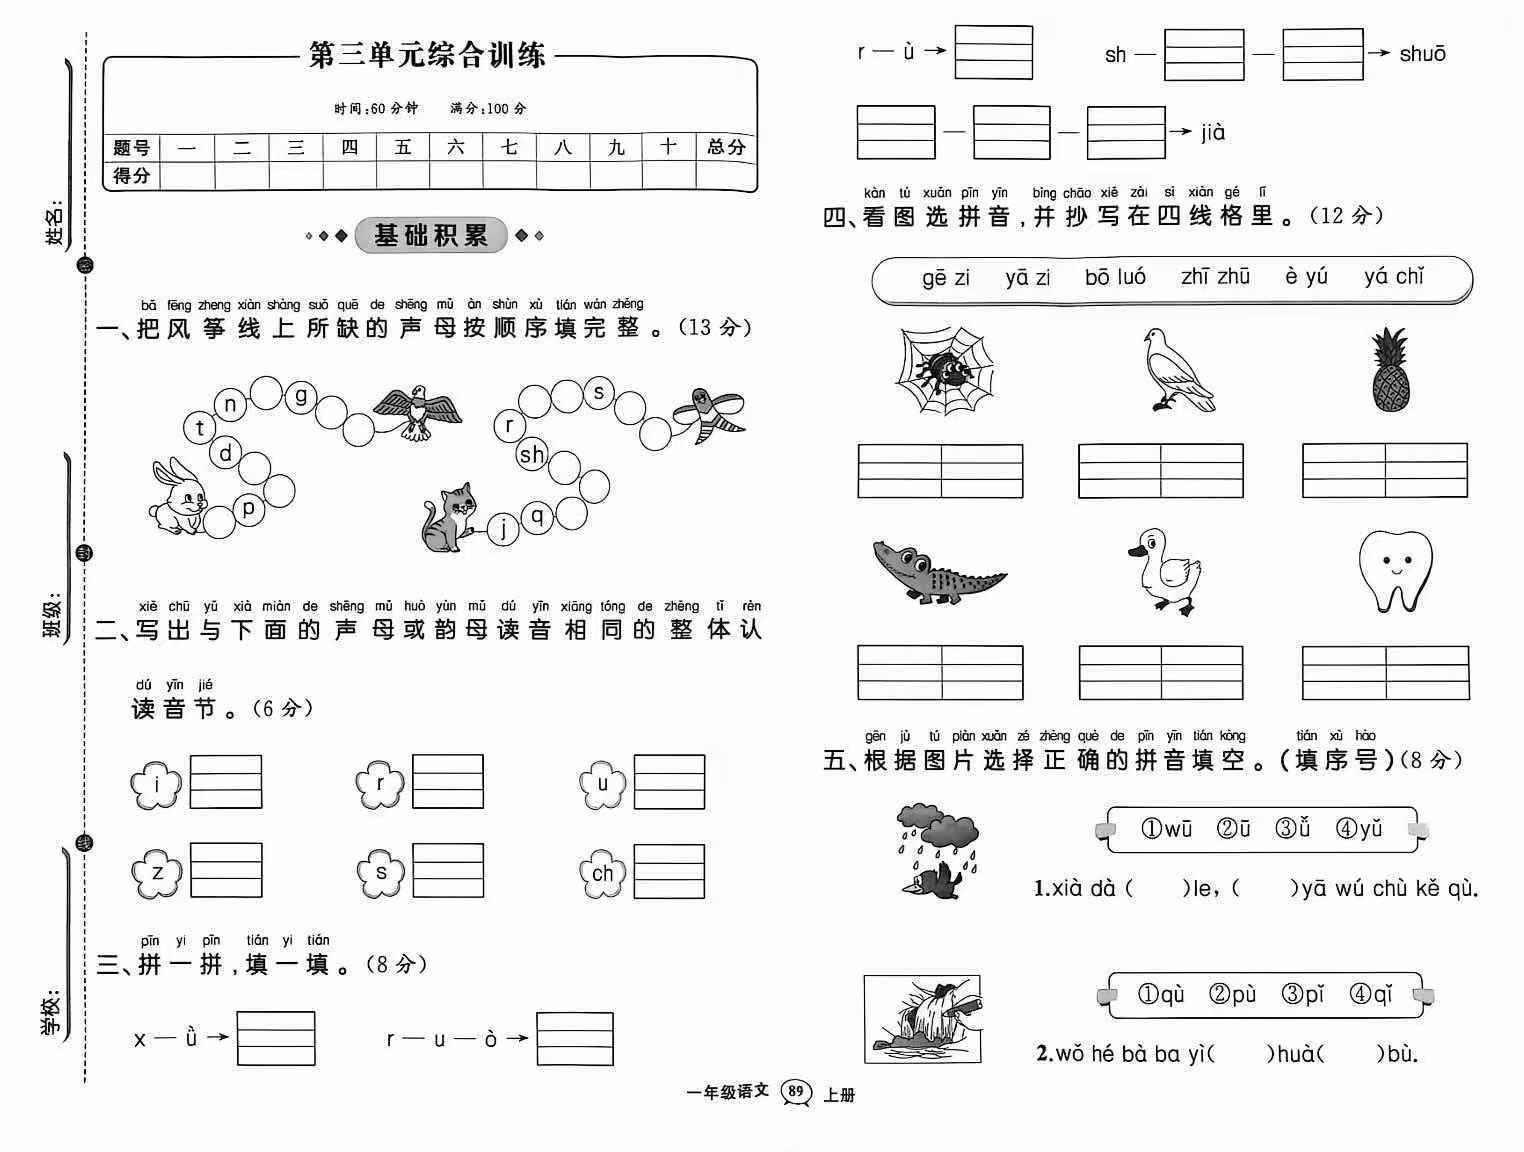 第三单元综合训练
时间:60分钟 满分:100分
题号 一 二 三 四 五 六 七 八 九 十 总分
得分
姓名:
班级:
学校:
基础积累
bǎ fēng zheng xiàn shàng suǒ quē de shēng mǔ àn shùn xù tián wán zhěng
一、把风筝线上所缺的声母按顺序填完整。(13分)
t n g
d
p
r s
sh
j q
xiě chū yǔ xià miàn de shēng mǔ huò yùn mǔ dú yīn xiāng tóng de zhěng tǐ rèn
二、写出与下面的声母或韵母读音相同的整体认
dú yīn jié
读音节。(6分)
i r u
z s ch
pīn yi pīn tián yi tián
三、拼一拼,填一填。(8分)
x — ǜ → r — u — ò →
r — ù → sh — — → shuō
— — → jià
kàn tú xuǎn pīn yīn bìng chāo xiě zài sì xiàn gé lǐ
四、看图选拼音,并抄写在四线格里。(12分)
gē zi yā zi bō luó zhī zhū è yú yá chǐ
gēn jù tú piàn xuǎn zé zhèng què de pīn yīn tián kòng tián xù hào
五、根据图片选择正确的拼音填空。(填序号)(8分)
①wū ②ū ③ǚ ④yǔ
1.xià dà ( )le, ( )yā wú chù kě qù.
①qù ②pù ③pǐ ④qǐ
2.wǒ hé bà ba yì( )huà( )bù.
一年级语文 89 上册